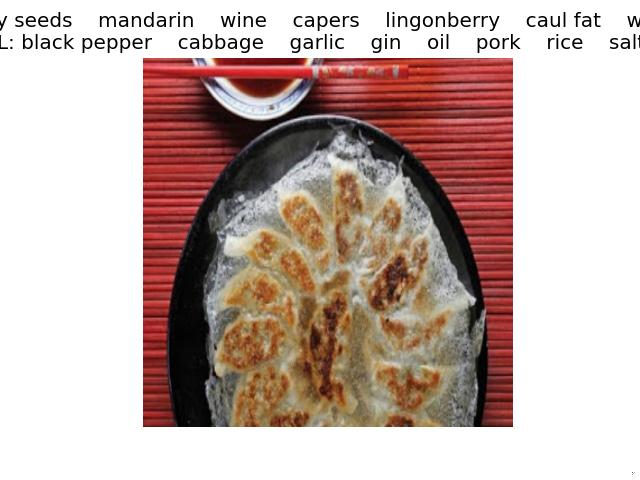 y seeds mandarin wine capers lingonberry caul fat w
L: black pepper cabbage garlic gin oil pork rice salt